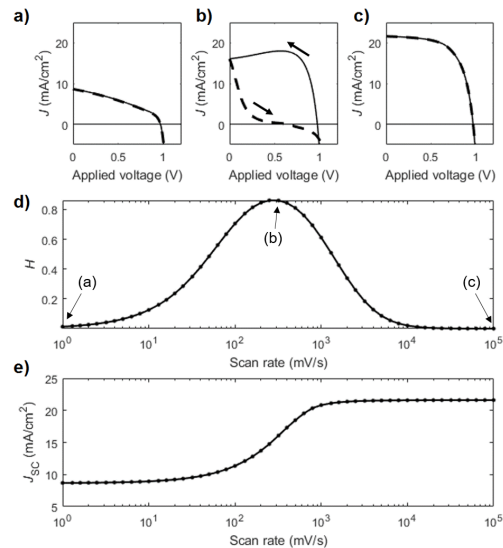 a)
b)
c)
J (mA/cm²)
20
10
0
0
0.5
1
Applied voltage (V)
J (mA/cm²)
20
10
0
0
0.5
1
Applied voltage (V)
J (mA/cm²)
20
10
0
0
0.5
1
Applied voltage (V)
d)
H
0.8
0.6
0.4
0.2
(a)
(b)
(c)
10⁰
10¹
10²
10³
10⁴
10⁵
Scan rate (mV/s)
e)
J_SC (mA/cm²)
25
20
15
10
5
10⁰
10¹
10²
10³
10⁴
10⁵
Scan rate (mV/s)